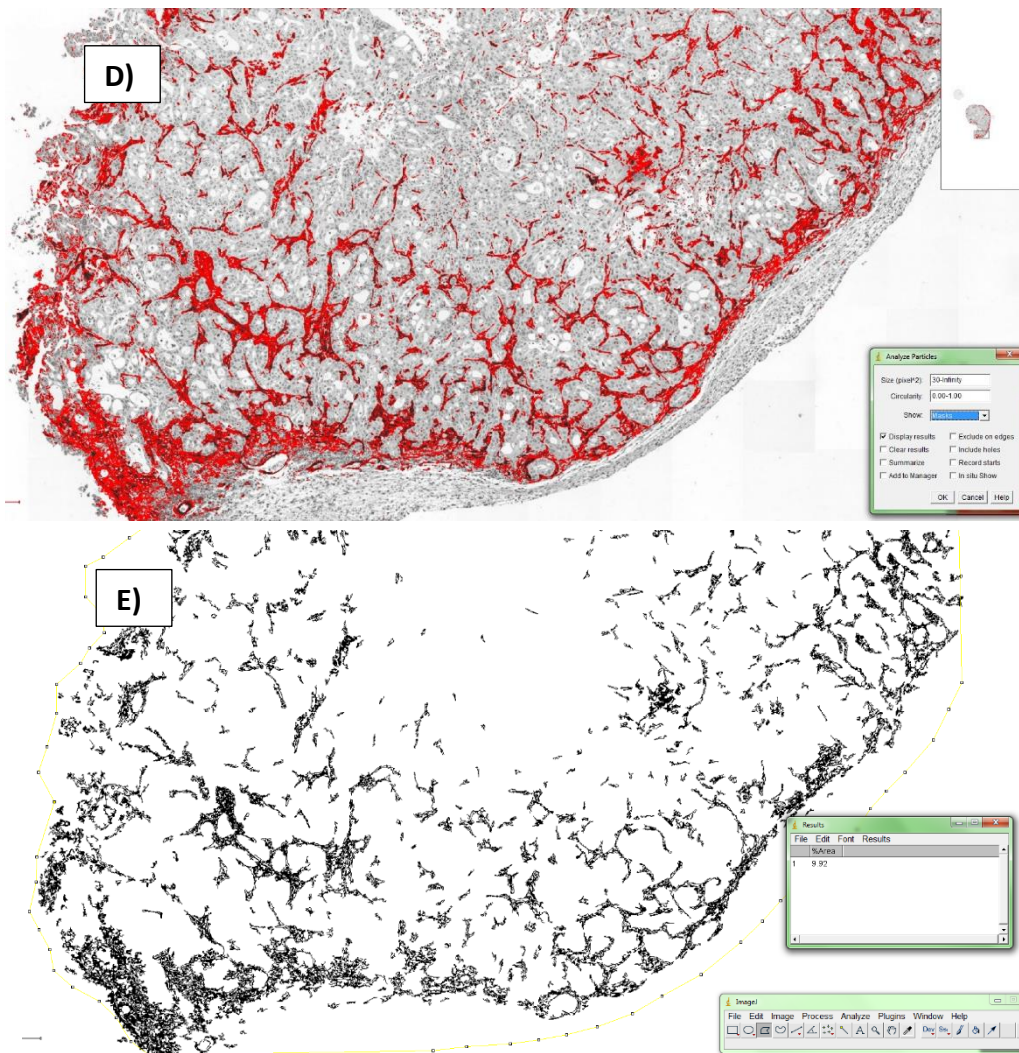 D)
Analyze Particles
Size (pixel^2): 30-Infinity
Circularity: 0.00-1.00
Show: Masks
Display results Exclude on edges
Clear results Include holes
Summarize Record starts
Add to Manager In situ Show
OK Cancel Help
E)
Results
File Edit Font Results
%Area
1 9.92
ImageJ
File Edit Image Process Analyze Plugins Window Help
A Dev Stk